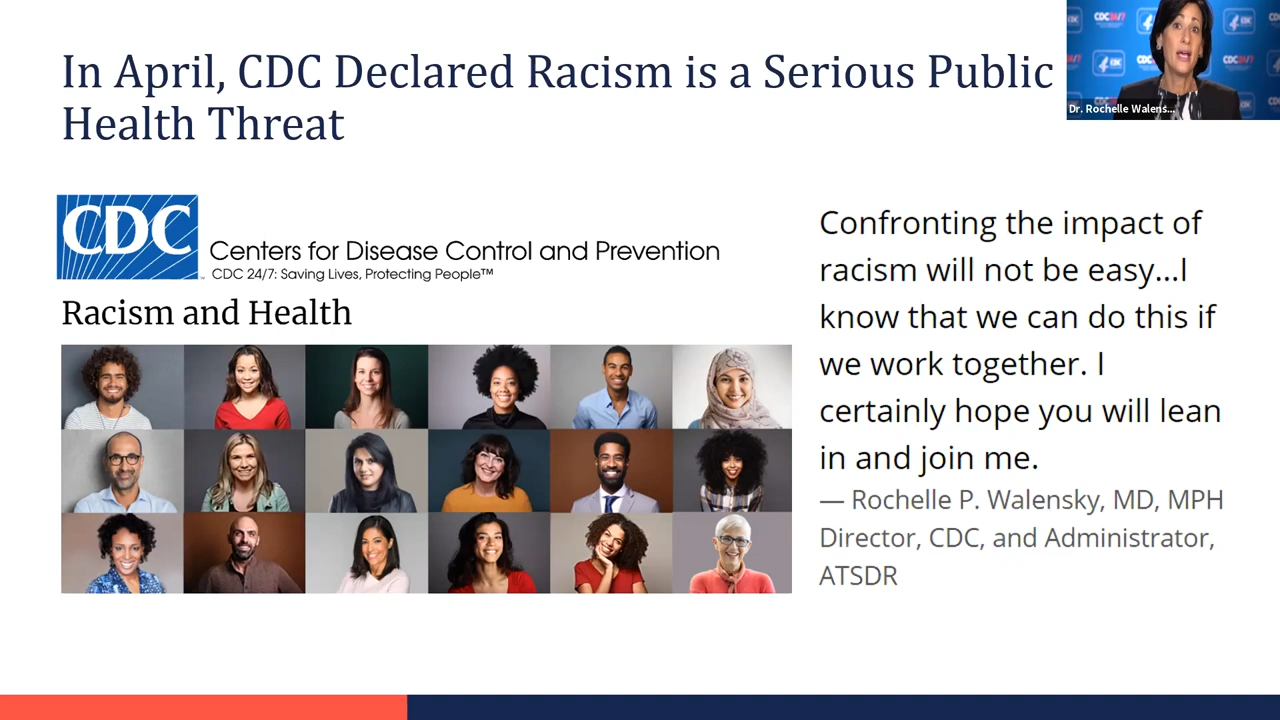 In April, CDC Declared Racism is a Serious Public
Health Threat
Dr. Rochelle Walens...
CDC
Centers for Disease Control and Prevention
CDC 24/7: Saving Lives, Protecting People™
Racism and Health
Confronting the impact of
racism will not be easy...I
know that we can do this if
we work together. I
certainly hope you will lean
in and join me.
— Rochelle P. Walensky, MD, MPH
Director, CDC, and Administrator,
ATSDR